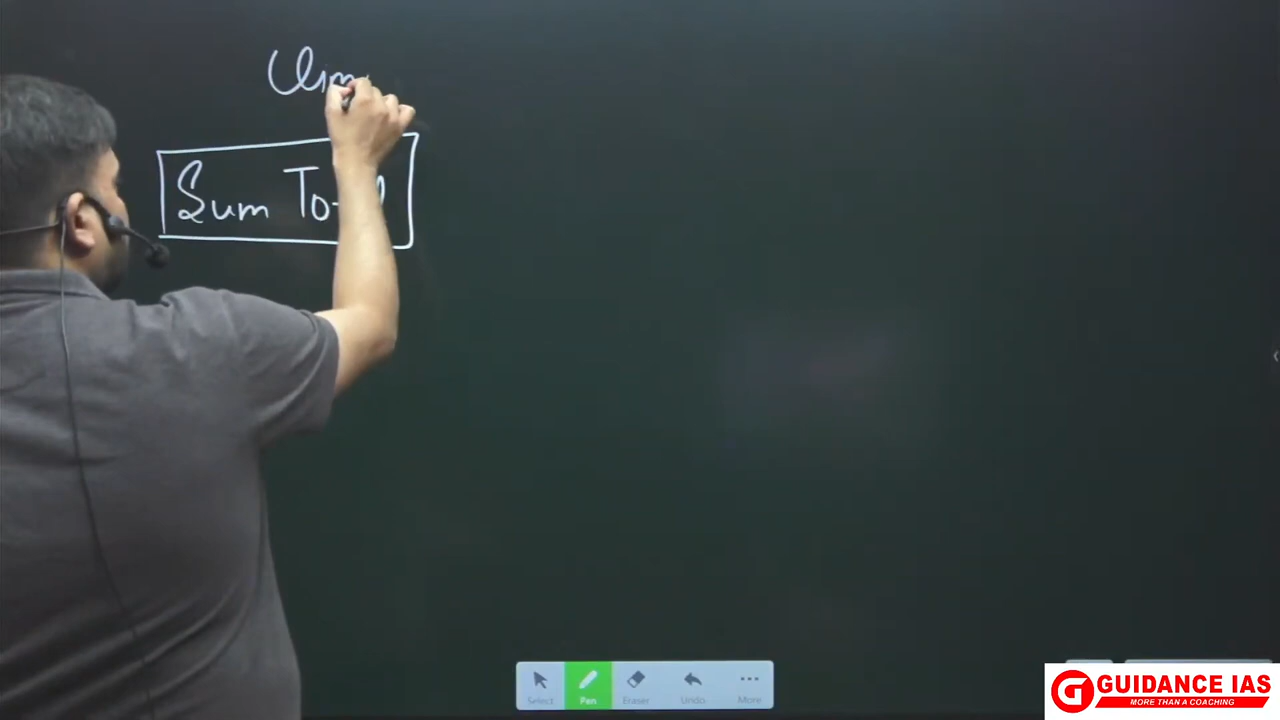 Sum To
Select Pen Eraser Undo More
GUIDANCE IAS
MORE THAN A COACHING